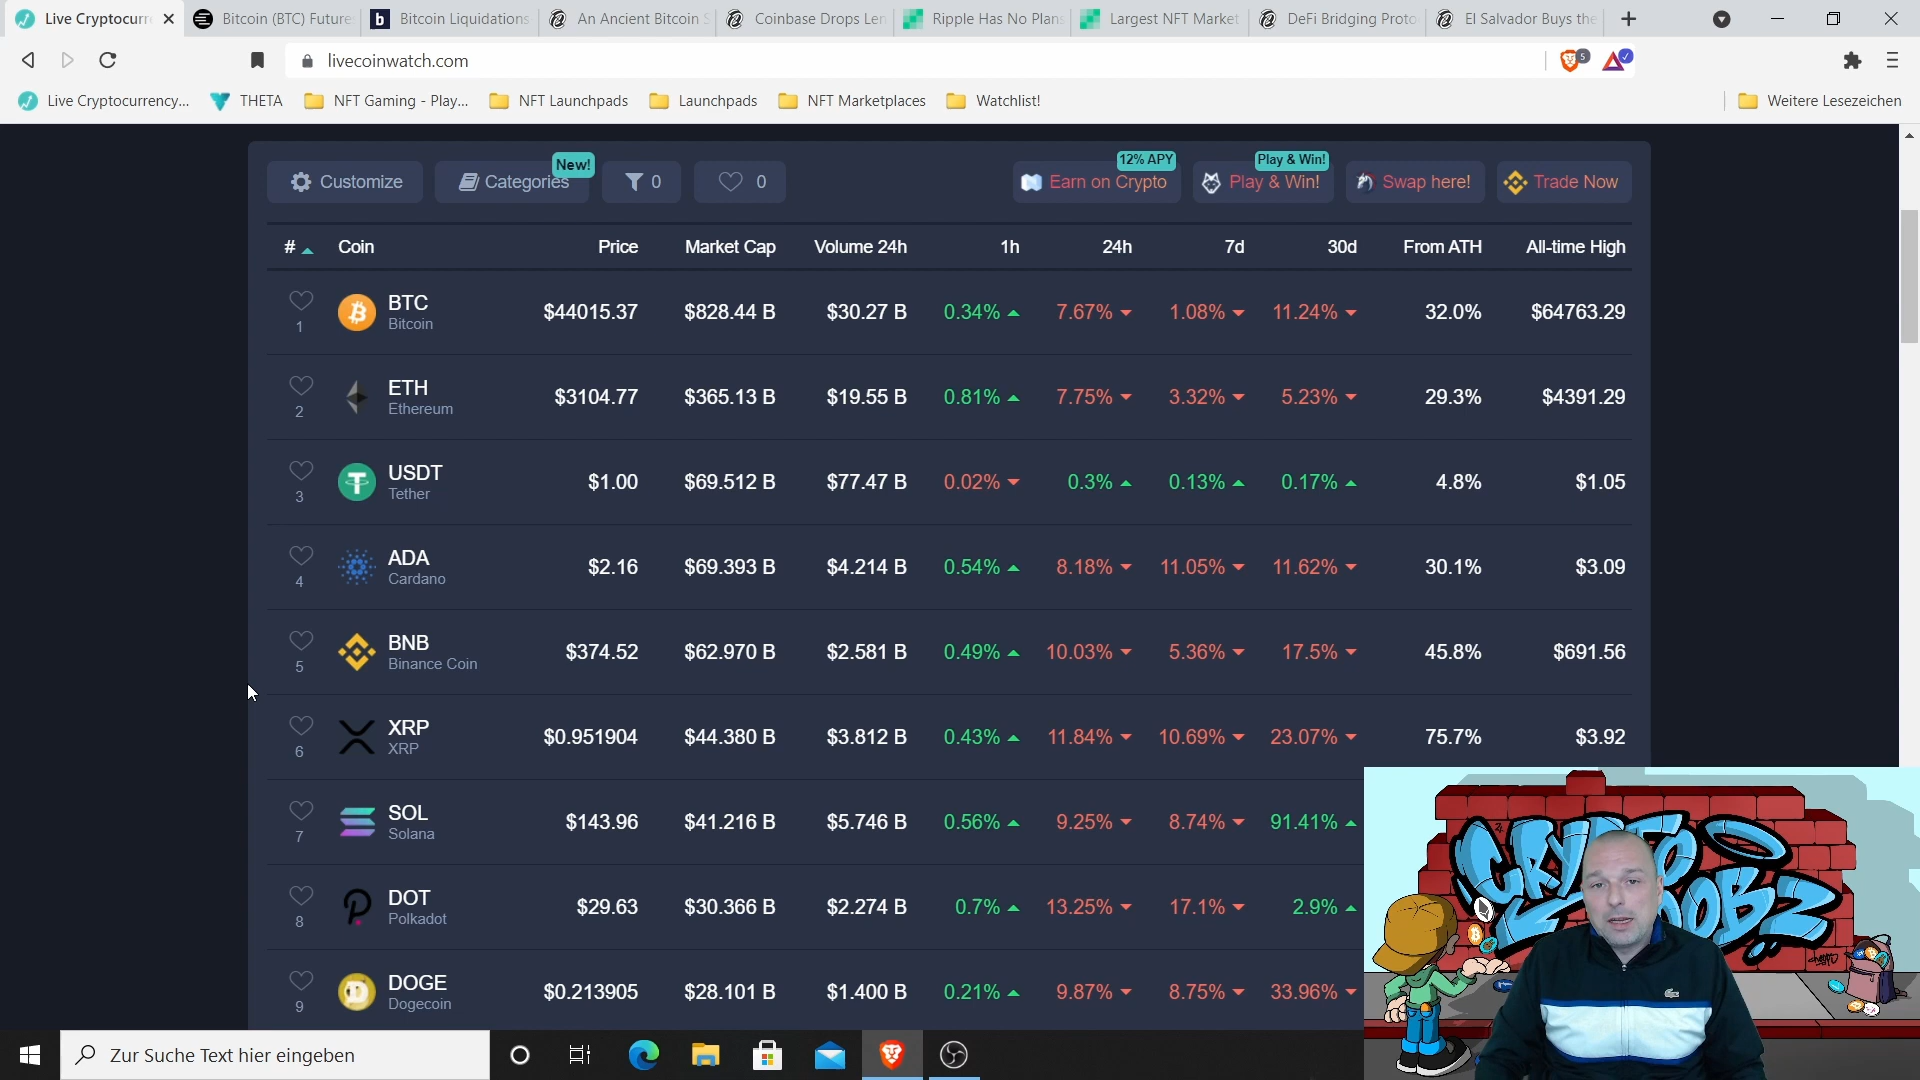 Live Cryptocurr
Bitcoin (BTC) Future
Bitcoin Liquidations
An Ancient Bitcoin S
Coinbase Drops Len
Ripple Has No Plans
Largest NFT Market
DeFi Bridging Proto
El Salvador Buys the
livecoinwatch.com
5
Live Cryptocurrency...
THETA
NFT Gaming - Play...
NFT Launchpads
Launchpads
NFT Marketplaces
Watchlist!
Weitere Lesezeichen
New!
12% APY
Play & Win!
Customize
Categories
0
0
Earn on Crypto
Play & Win!
Swap here!
Trade Now
# Coin Price Market Cap Volume 24h 1h 24h 7d 30d From ATH All-time High
1 BTC Bitcoin $44015.37 $828.44 B $30.27 B 0.34% 7.67% 1.08% 11.24% 32.0% $64763.29
2 ETH Ethereum $3104.77 $365.13 B $19.55 B 0.81% 7.75% 3.32% 5.23% 29.3% $4391.29
3 USDT Tether $1.00 $69.512 B $77.47 B 0.02% 0.3% 0.13% 0.17% 4.8% $1.05
4 ADA Cardano $2.16 $69.393 B $4.214 B 0.54% 8.18% 11.05% 11.62% 30.1% $3.09
5 BNB Binance Coin $374.52 $62.970 B $2.581 B 0.49% 10.03% 5.36% 17.5% 45.8% $691.56
6 XRP XRP $0.951904 $44.380 B $3.812 B 0.43% 11.84% 10.69% 23.07% 75.7% $3.92
7 SOL Solana $143.96 $41.216 B $5.746 B 0.56% 9.25% 8.74% 91.41%
8 DOT Polkadot $29.63 $30.366 B $2.274 B 0.7% 13.25% 17.1% 2.9%
9 DOGE Dogecoin $0.213905 $28.101 B $1.400 B 0.21% 9.87% 8.75% 33.96%
Zur Suche Text hier eingeben